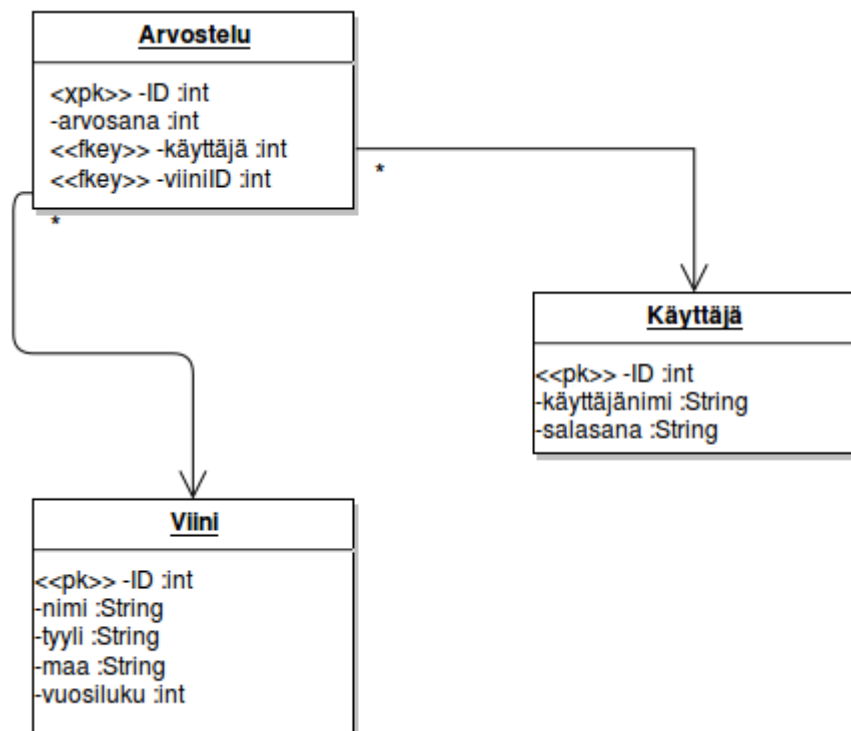 Arvostelu
<xpk>> -ID :int
-arvosana :int
<<fkey>> -käyttäjä :int
<<fkey>> -viiniID :int
*
*
Käyttäjä
<<pk>> -ID :int
-käyttäjänimi :String
-salasana :String
Viini
<<pk>> -ID :int
-nimi :String
-tyyli :String
-maa :String
-vuosiluku :int